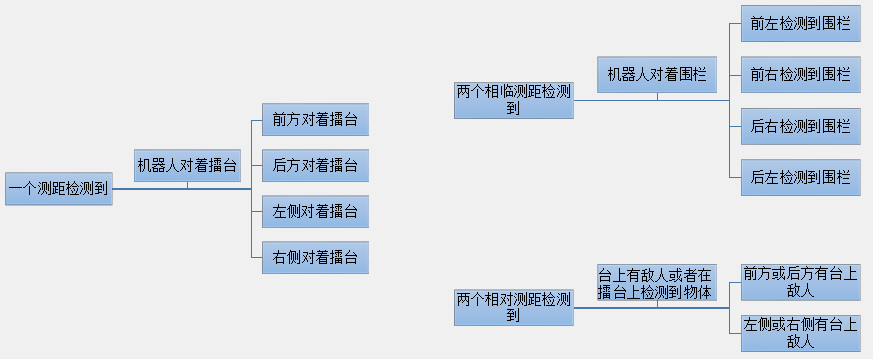 一个测距检测到
机器人对着擂台
前方对着擂台
后方对着擂台
左侧对着擂台
右侧对着擂台
两个相临测距检测
到
机器人对着围栏
前左检测到围栏
前右检测到围栏
后右检测到围栏
后左检测到围栏
两个相对测距检测
到
台上有敌人或者在
擂台上检测到物体
前方或后方有台上
敌人
左侧或右侧有台上
敌人